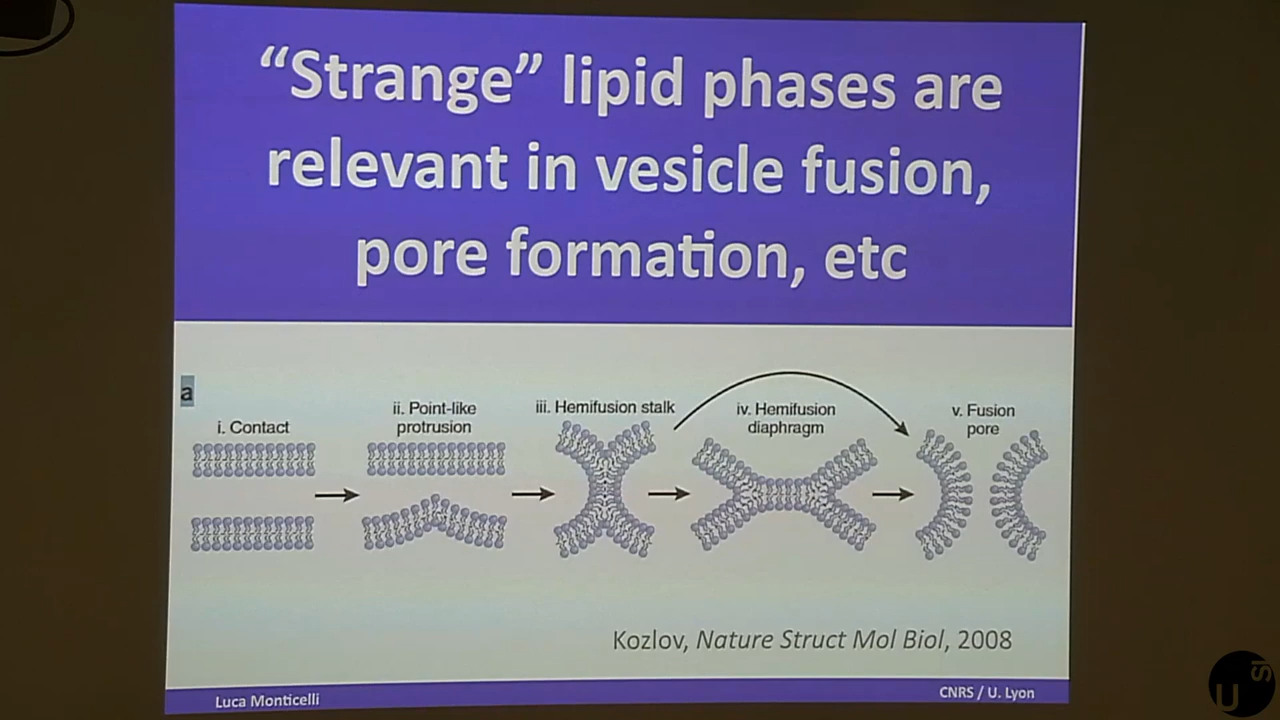 “Strange” lipid phases are
relevant in vesicle fusion,
pore formation, etc
a
i. Contact
ii. Point-like
protrusion
iii. Hemifusion stalk
iv. Hemifusion
diaphragm
v. Fusion
pore
Kozlov, Nature Struct Mol Biol, 2008
Luca Monticelli
CNRS / U. Lyon
U
SI